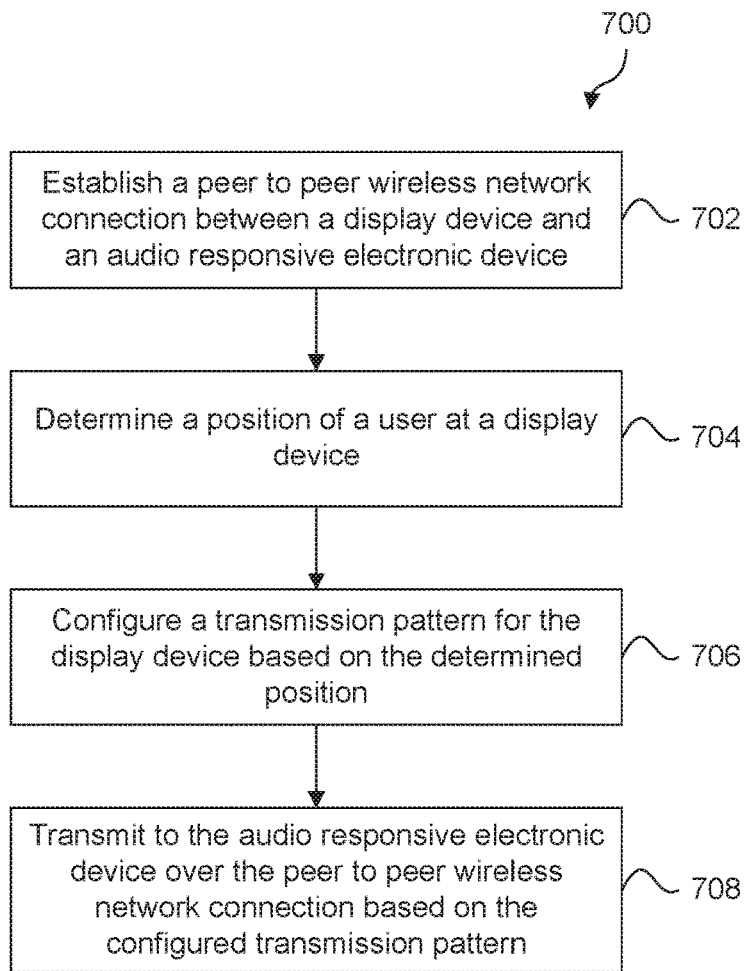 700
Establish a peer to peer wireless network
connection between a display device and
an audio responsive electronic device
702
Determine a position of a user at a display
device
704
Configure a transmission pattern for the
display device based on the determined
position
706
Transmit to the audio responsive electronic
device over the peer to peer wireless
network connection based on the
configured transmission pattern
708